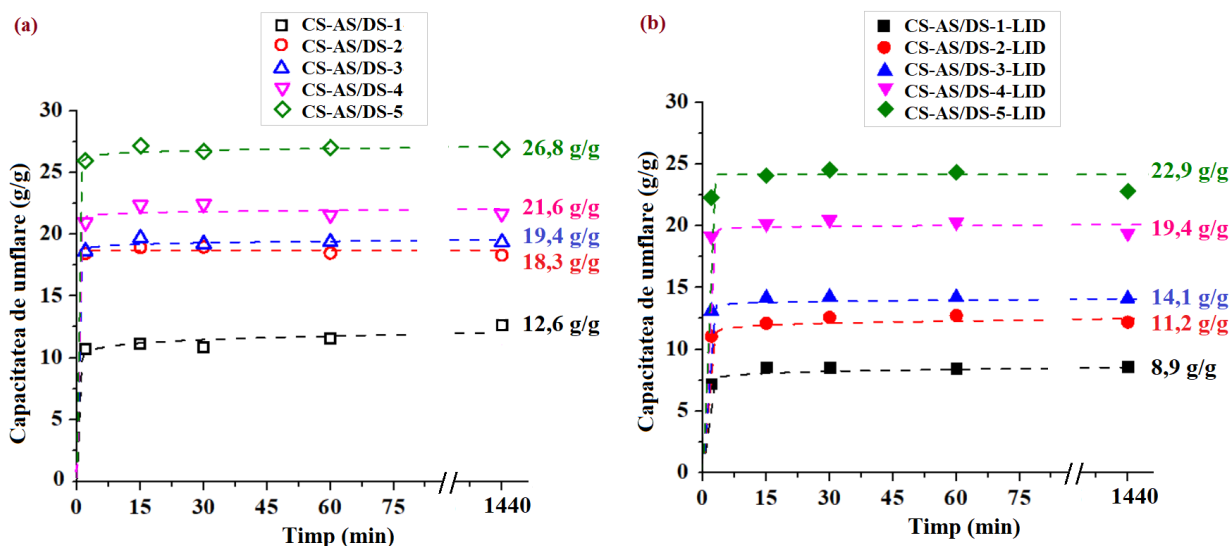 (a)
CS-AS/DS-1
CS-AS/DS-2
CS-AS/DS-3
CS-AS/DS-4
CS-AS/DS-5
Capacitatea de umflare (g/g)
30
25
20
15
10
5
0
26,8 g/g
21,6 g/g
19,4 g/g
18,3 g/g
12,6 g/g
0 15 30 45 60 75 1440
Timp (min)
(b)
CS-AS/DS-1-LID
CS-AS/DS-2-LID
CS-AS/DS-3-LID
CS-AS/DS-4-LID
CS-AS/DS-5-LID
Capacitatea de umflare (g/g)
30
25
20
15
10
5
0
22,9 g/g
19,4 g/g
14,1 g/g
11,2 g/g
8,9 g/g
0 15 30 45 60 75 1440
Timp (min)